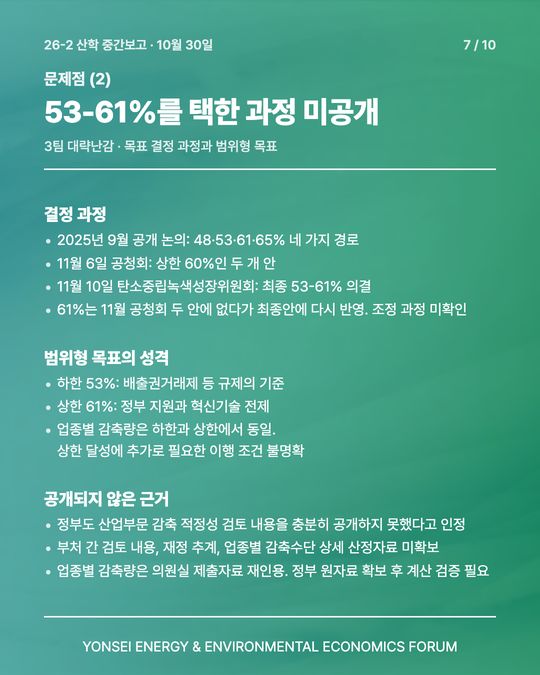 26-2 산학 중간보고 · 10월 30일
7 / 10
문제점 (2)
53-61%를 택한 과정 미공개
3팀 대략난감 · 목표 결정 과정과 범위형 목표
결정 과정
• 2025년 9월 공개 논의: 48·53·61·65% 네 가지 경로
• 11월 6일 공청회: 상한 60%인 두 개 안
• 11월 10일 탄소중립녹색성장위원회: 최종 53-61% 의결
• 61%는 11월 공청회 두 안에 없다가 최종안에 다시 반영. 조정 과정 미확인
범위형 목표의 성격
• 하한 53%: 배출권거래제 등 규제의 기준
• 상한 61%: 정부 지원과 혁신기술 전제
• 업종별 감축량은 하한과 상한에서 동일.
상한 달성에 추가로 필요한 이행 조건 불명확
공개되지 않은 근거
• 정부도 산업부문 감축 적정성 검토 내용을 충분히 공개하지 못했다고 인정
• 부처 간 검토 내용, 재정 추계, 업종별 감축수단 상세 산정자료 미확보
• 업종별 감축량은 의원실 제출자료 재인용. 정부 원자료 확보 후 계산 검증 필요
YONSEI ENERGY & ENVIRONMENTAL ECONOMICS FORUM